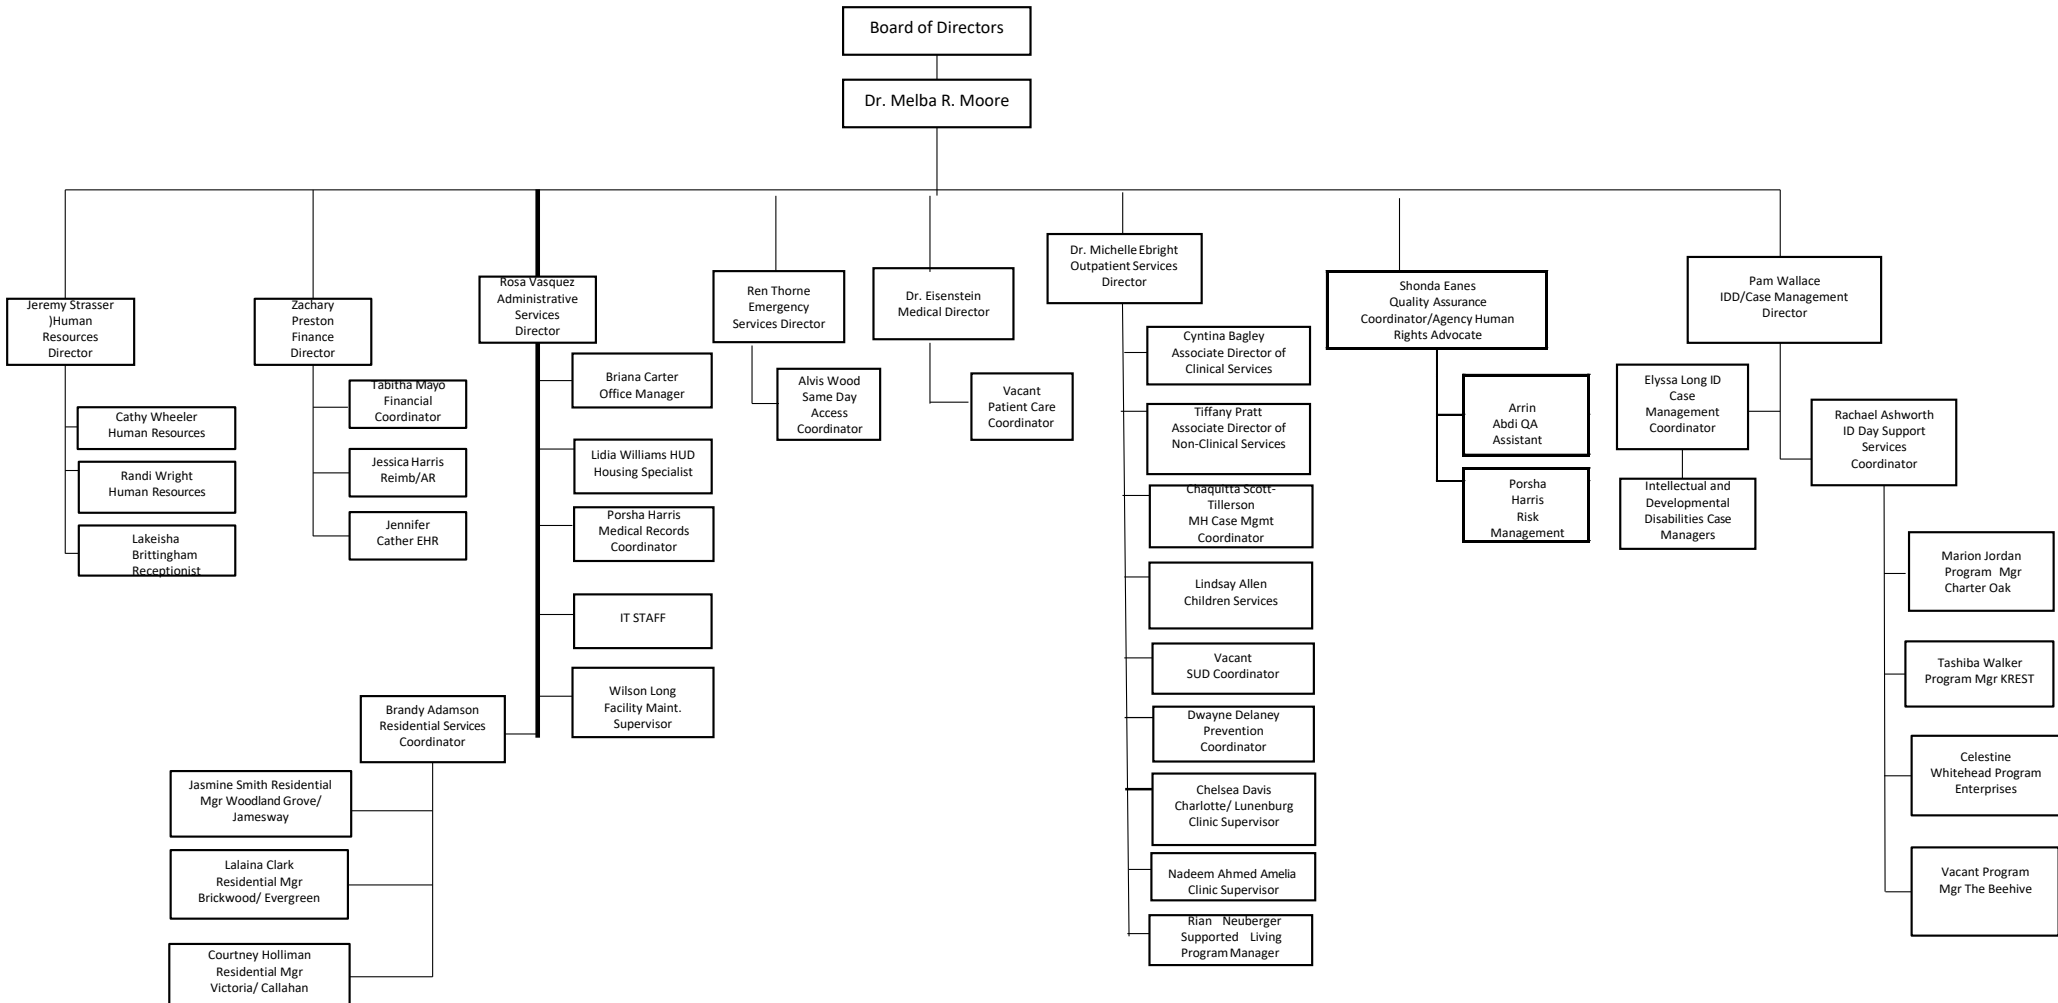 Board of Directors
Dr. Melba R. Moore
Jeremy Strasser
)Human
Resources
Director
Cathy Wheeler
Human Resources
Randi Wright
Human Resources
Lakeisha
Brittingham
Receptionist
Zachary
Preston
Finance
Director
Tabitha Mayo
Financial
Coordinator
Jessica Harris
Reimb/AR
Jennifer
Cather EHR
Rosa Vasquez
Administrative
Services
Director
Briana Carter
Office Manager
Lidia Williams HUD
Housing Specialist
Porsha Harris
Medical Records
Coordinator
IT STAFF
Wilson Long
Facility Maint.
Supervisor
Brandy Adamson
Residential Services
Coordinator
Jasmine Smith Residential
Mgr Woodland Grove/
Jamesway
Lalaina Clark
Residential Mgr
Brickwood/ Evergreen
Courtney Holliman
Residential Mgr
Victoria/ Callahan
Ren Thorne
Emergency
Services Director
Alvis Wood
Same Day
Access
Coordinator
Dr. Eisenstein
Medical Director
Vacant
Patient Care
Coordinator
Dr. Michelle Ebright
Outpatient Services
Director
Cyntina Bagley
Associate Director of
Clinical Services
Tiffany Pratt
Associate Director of
Non-Clinical Services
Chaquitta Scott-
Tillerson
MH Case Mgmt
Coordinator
Lindsay Allen
Children Services
Vacant
SUD Coordinator
Dwayne Delaney
Prevention
Coordinator
Chelsea Davis
Charlotte/ Lunenburg
Clinic Supervisor
Nadeem Ahmed Amelia
Clinic Supervisor
Rian Neuberger
Supported Living
Program Manager
Shonda Eanes
Quality Assurance
Coordinator/Agency Human
Rights Advocate
Arrin
Abdi QA
Assistant
Porsha
Harris
Risk
Management
Pam Wallace
IDD/Case Management
Director
Elyssa Long ID
Case
Management
Coordinator
Intellectual and
Developmental
Disabilities Case
Managers
Rachael Ashworth
ID Day Support
Services
Coordinator
Marion Jordan
Program Mgr
Charter Oak
Tashiba Walker
Program Mgr KREST
Celestine
Whitehead Program
Enterprises
Vacant Program
Mgr The Beehive